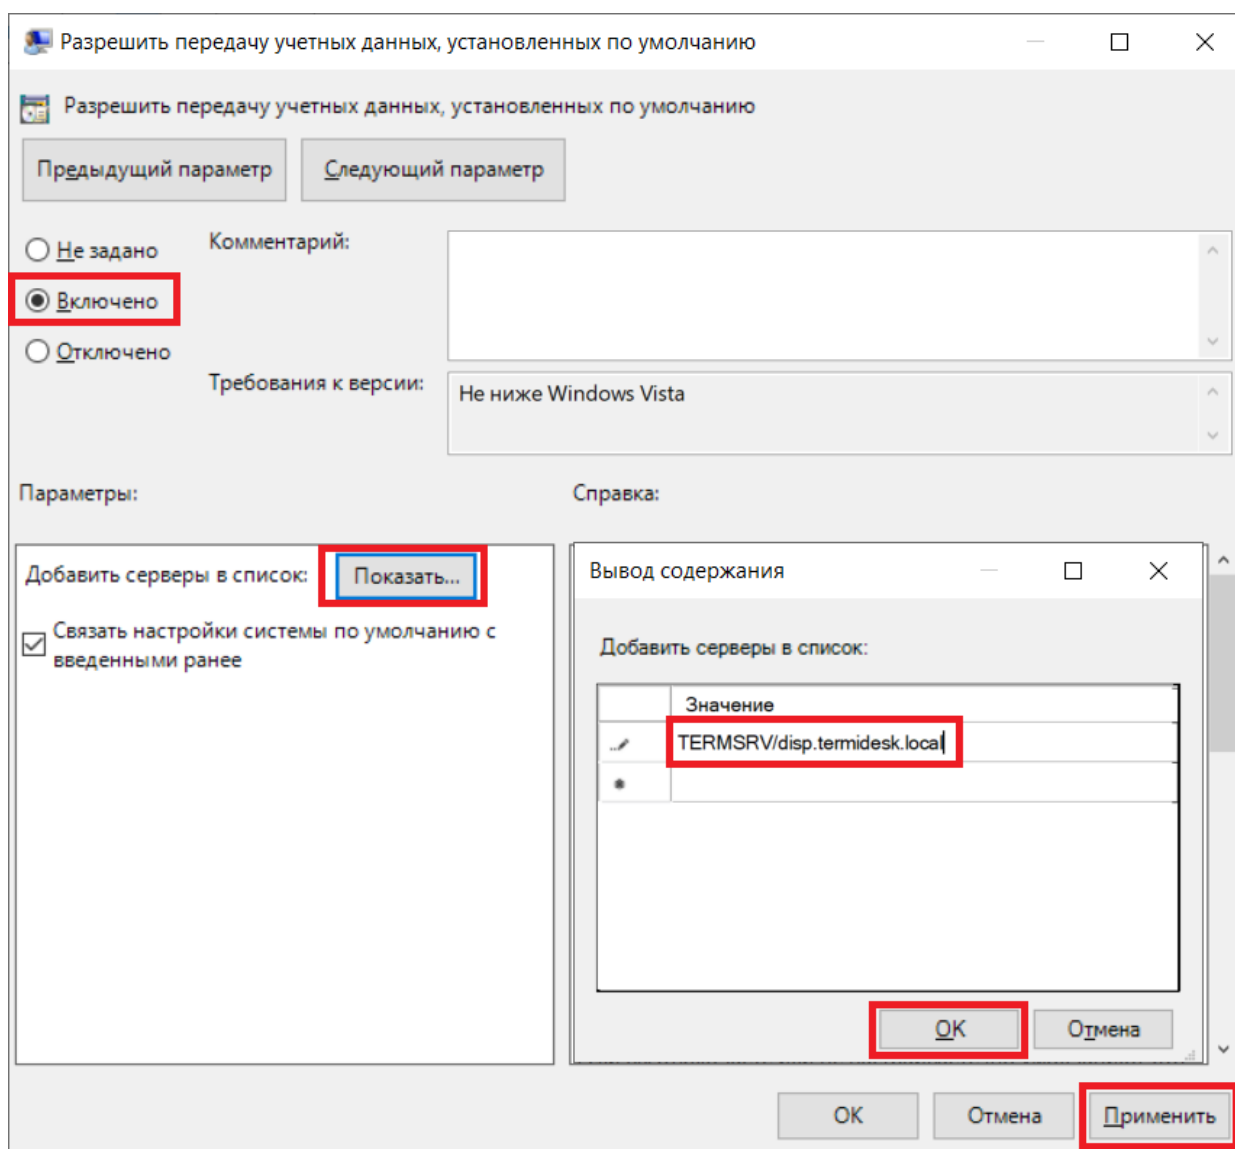 Разрешить передачу учетных данных, установленных по умолчанию
Разрешить передачу учетных данных, установленных по умолчанию
Предыдущий параметр
Следующий параметр
Не задано
Комментарий:
Включено
Отключено
Требования к версии:
Не ниже Windows Vista
Параметры:
Справка:
Добавить серверы в список:
Показать...
Связать настройки системы по умолчанию с
введенными ранее
Вывод содержания
Добавить серверы в список:
Значение
TERMSRV/disp.termidesk.local
OK
Отмена
OK
Отмена
Применить